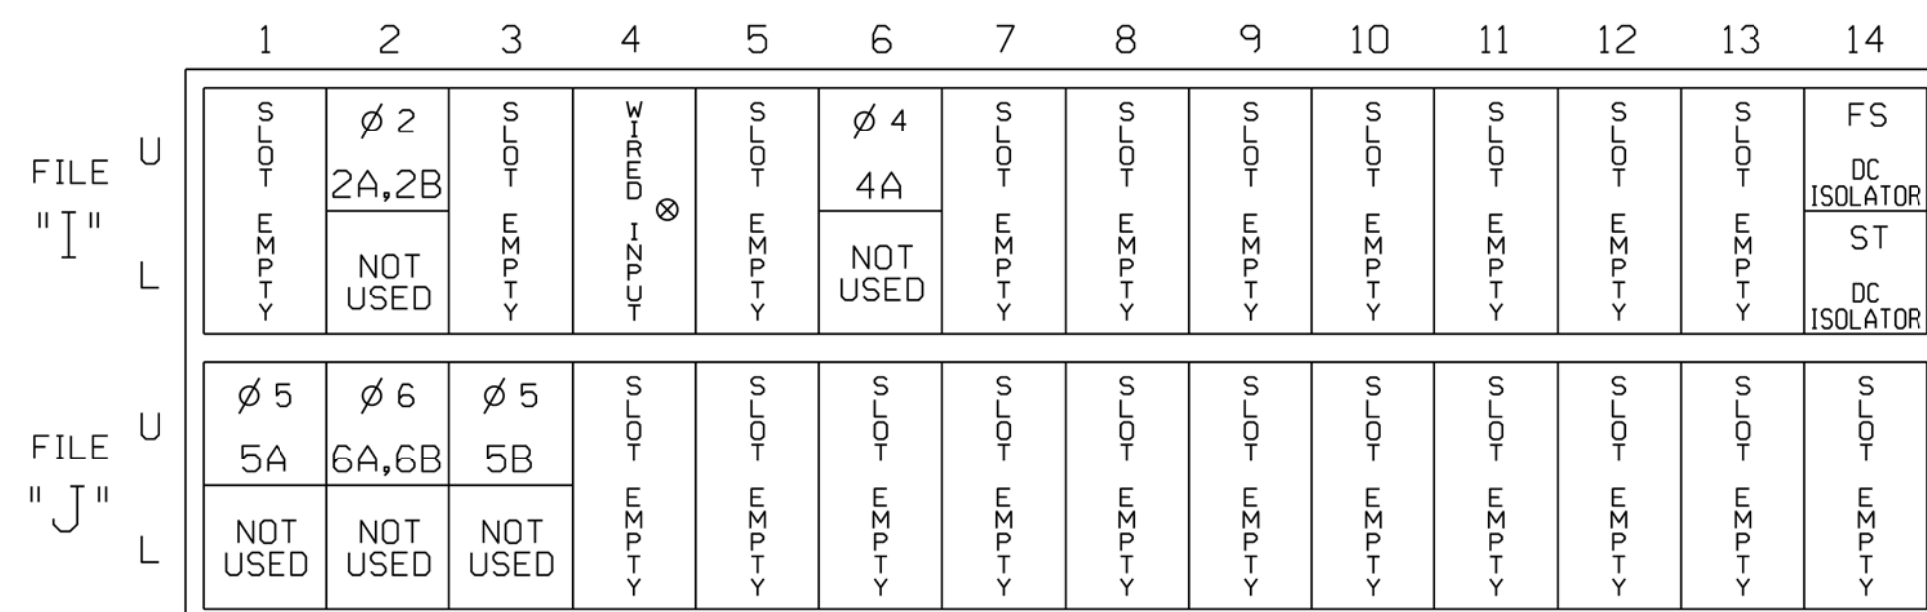 1 2 3 4 5 6 7 8 9 10 11 12 13 14
FILE "I"
U
L
SLOT EMPTY
ø 2
2A,2B
NOT USED
SLOT EMPTY
WIRED INPUT
⊗
SLOT EMPTY
ø 4
4A
NOT USED
SLOT EMPTY
SLOT EMPTY
SLOT EMPTY
SLOT EMPTY
SLOT EMPTY
SLOT EMPTY
SLOT EMPTY
FS
DC
ISOLATOR
ST
DC
ISOLATOR
FILE "J"
U
L
ø 5
5A
NOT USED
ø 6
6A,6B
NOT USED
ø 5
5B
NOT USED
SLOT EMPTY
SLOT EMPTY
SLOT EMPTY
SLOT EMPTY
SLOT EMPTY
SLOT EMPTY
SLOT EMPTY
SLOT EMPTY
SLOT EMPTY
SLOT EMPTY
SLOT EMPTY